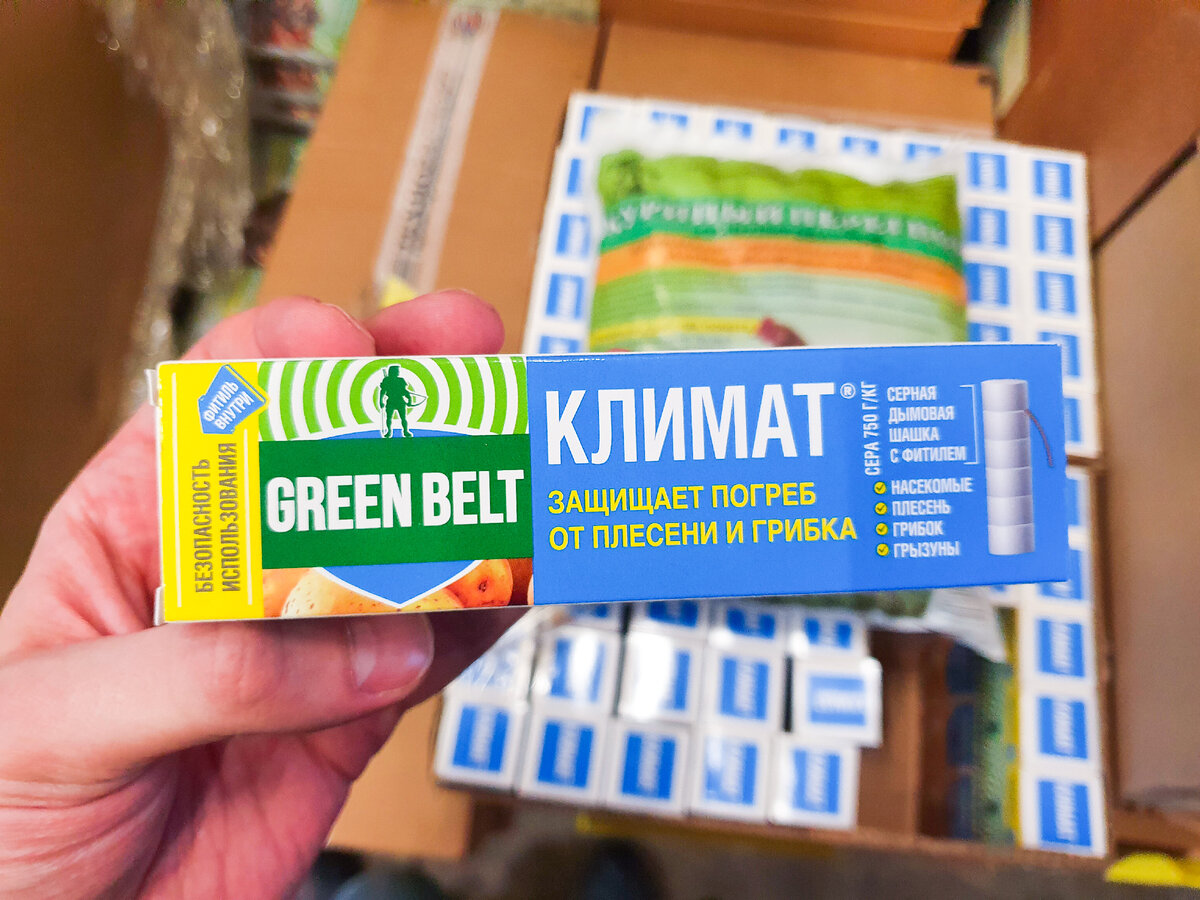 ФИТИЛЬ
ВНУТРИ
БЕЗОПАСНОСТЬ
ИСПОЛЬЗОВАНИЯ
GREEN BELT
КЛИМАТ®
ЗАЩИЩАЕТ ПОГРЕБ
ОТ ПЛЕСЕНИ И ГРИБКА
СЕРА 750 Г/КГ
СЕРНАЯ
ДЫМОВАЯ
ШАШКА
С ФИТИЛЕМ
НАСЕКОМЫЕ
ПЛЕСЕНЬ
ГРИБОК
ГРЫЗУНЫ